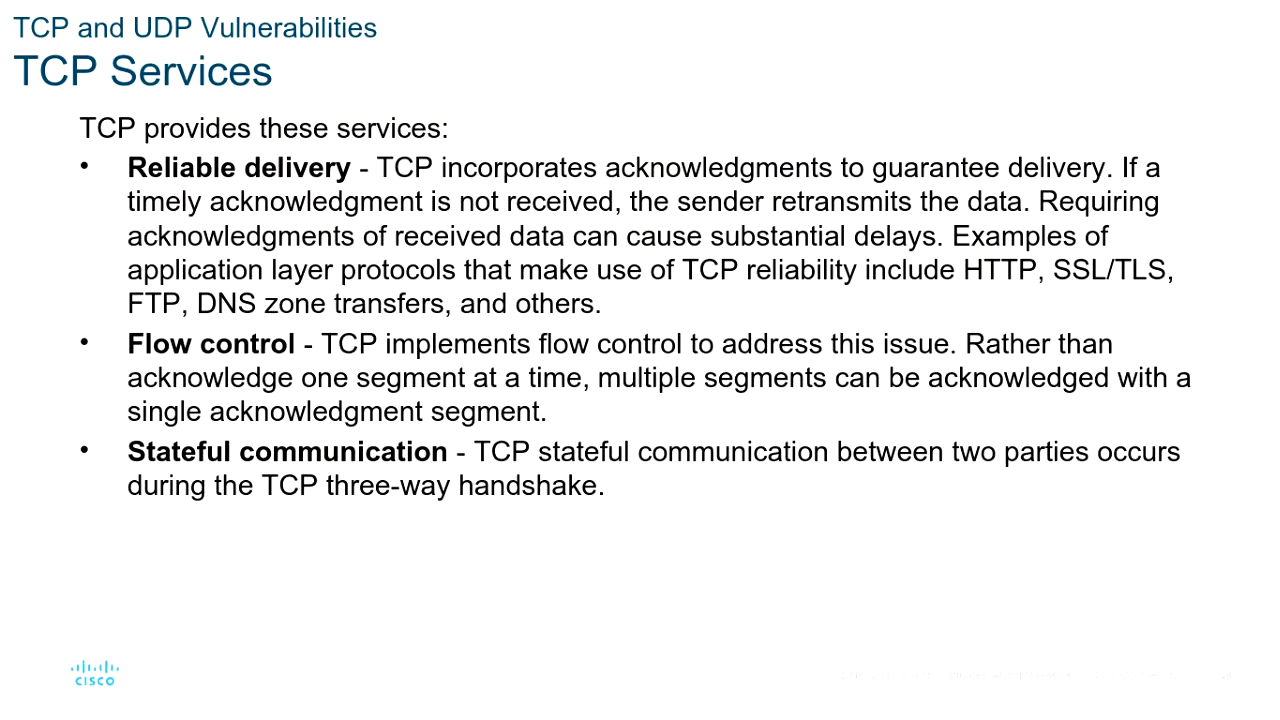 TCP and UDP Vulnerabilities
TCP Services
TCP provides these services:
• Reliable delivery - TCP incorporates acknowledgments to guarantee delivery. If a
timely acknowledgment is not received, the sender retransmits the data. Requiring
acknowledgments of received data can cause substantial delays. Examples of
application layer protocols that make use of TCP reliability include HTTP, SSL/TLS,
FTP, DNS zone transfers, and others.
• Flow control - TCP implements flow control to address this issue. Rather than
acknowledge one segment at a time, multiple segments can be acknowledged with a
single acknowledgment segment.
• Stateful communication - TCP stateful communication between two parties occurs
during the TCP three-way handshake.
CISCO